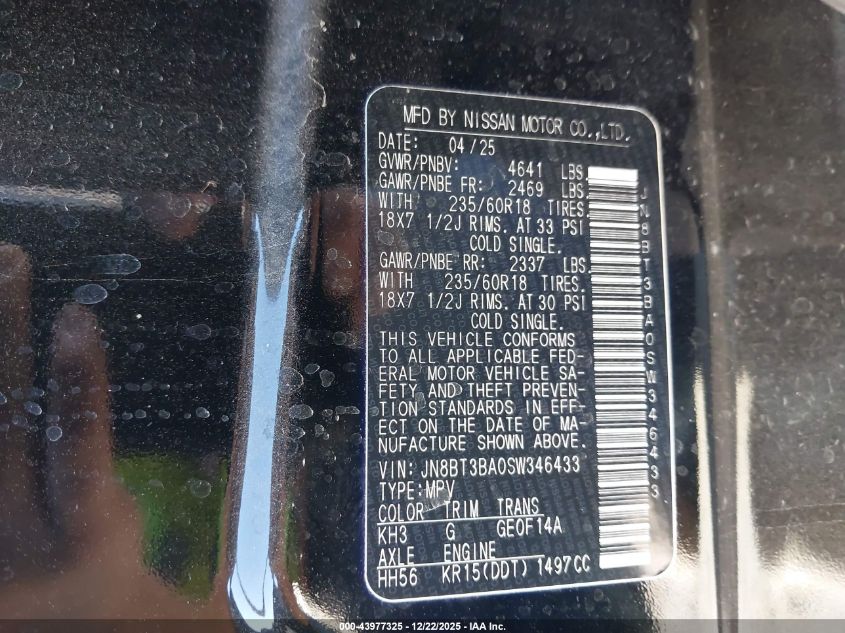 MFD BY NISSAN MOTOR CO.,LTD.
DATE: 04/25
GVWR/PNBV: 4641 LBS.
GAWR/PNBE FR: 2469 LBS.
WITH 235/60R18 TIRES.
18X7 1/2J RIMS. AT 33 PSI
COLD SINGLE.
GAWR/PNBE RR: 2337 LBS.
WITH 235/60R18 TIRES.
18X7 1/2J RIMS. AT 30 PSI
COLD SINGLE.
THIS VEHICLE CONFORMS
TO ALL APPLICABLE FED-
ERAL MOTOR VEHICLE SA-
FETY AND THEFT PREVEN-
TION STANDARDS IN EFF-
ECT ON THE DATE OF MA-
NUFACTURE SHOWN ABOVE.
VIN: JN8BT3BA0SW346433
TYPE:MPV
COLOR TRIM TRANS
KH3 G GE0F14A
AXLE ENGINE
HH56 KR15(DDT) 1497CC
JN8BT3BA0SW346433
000-43977325 - 12/22/2025 - IAA Inc.